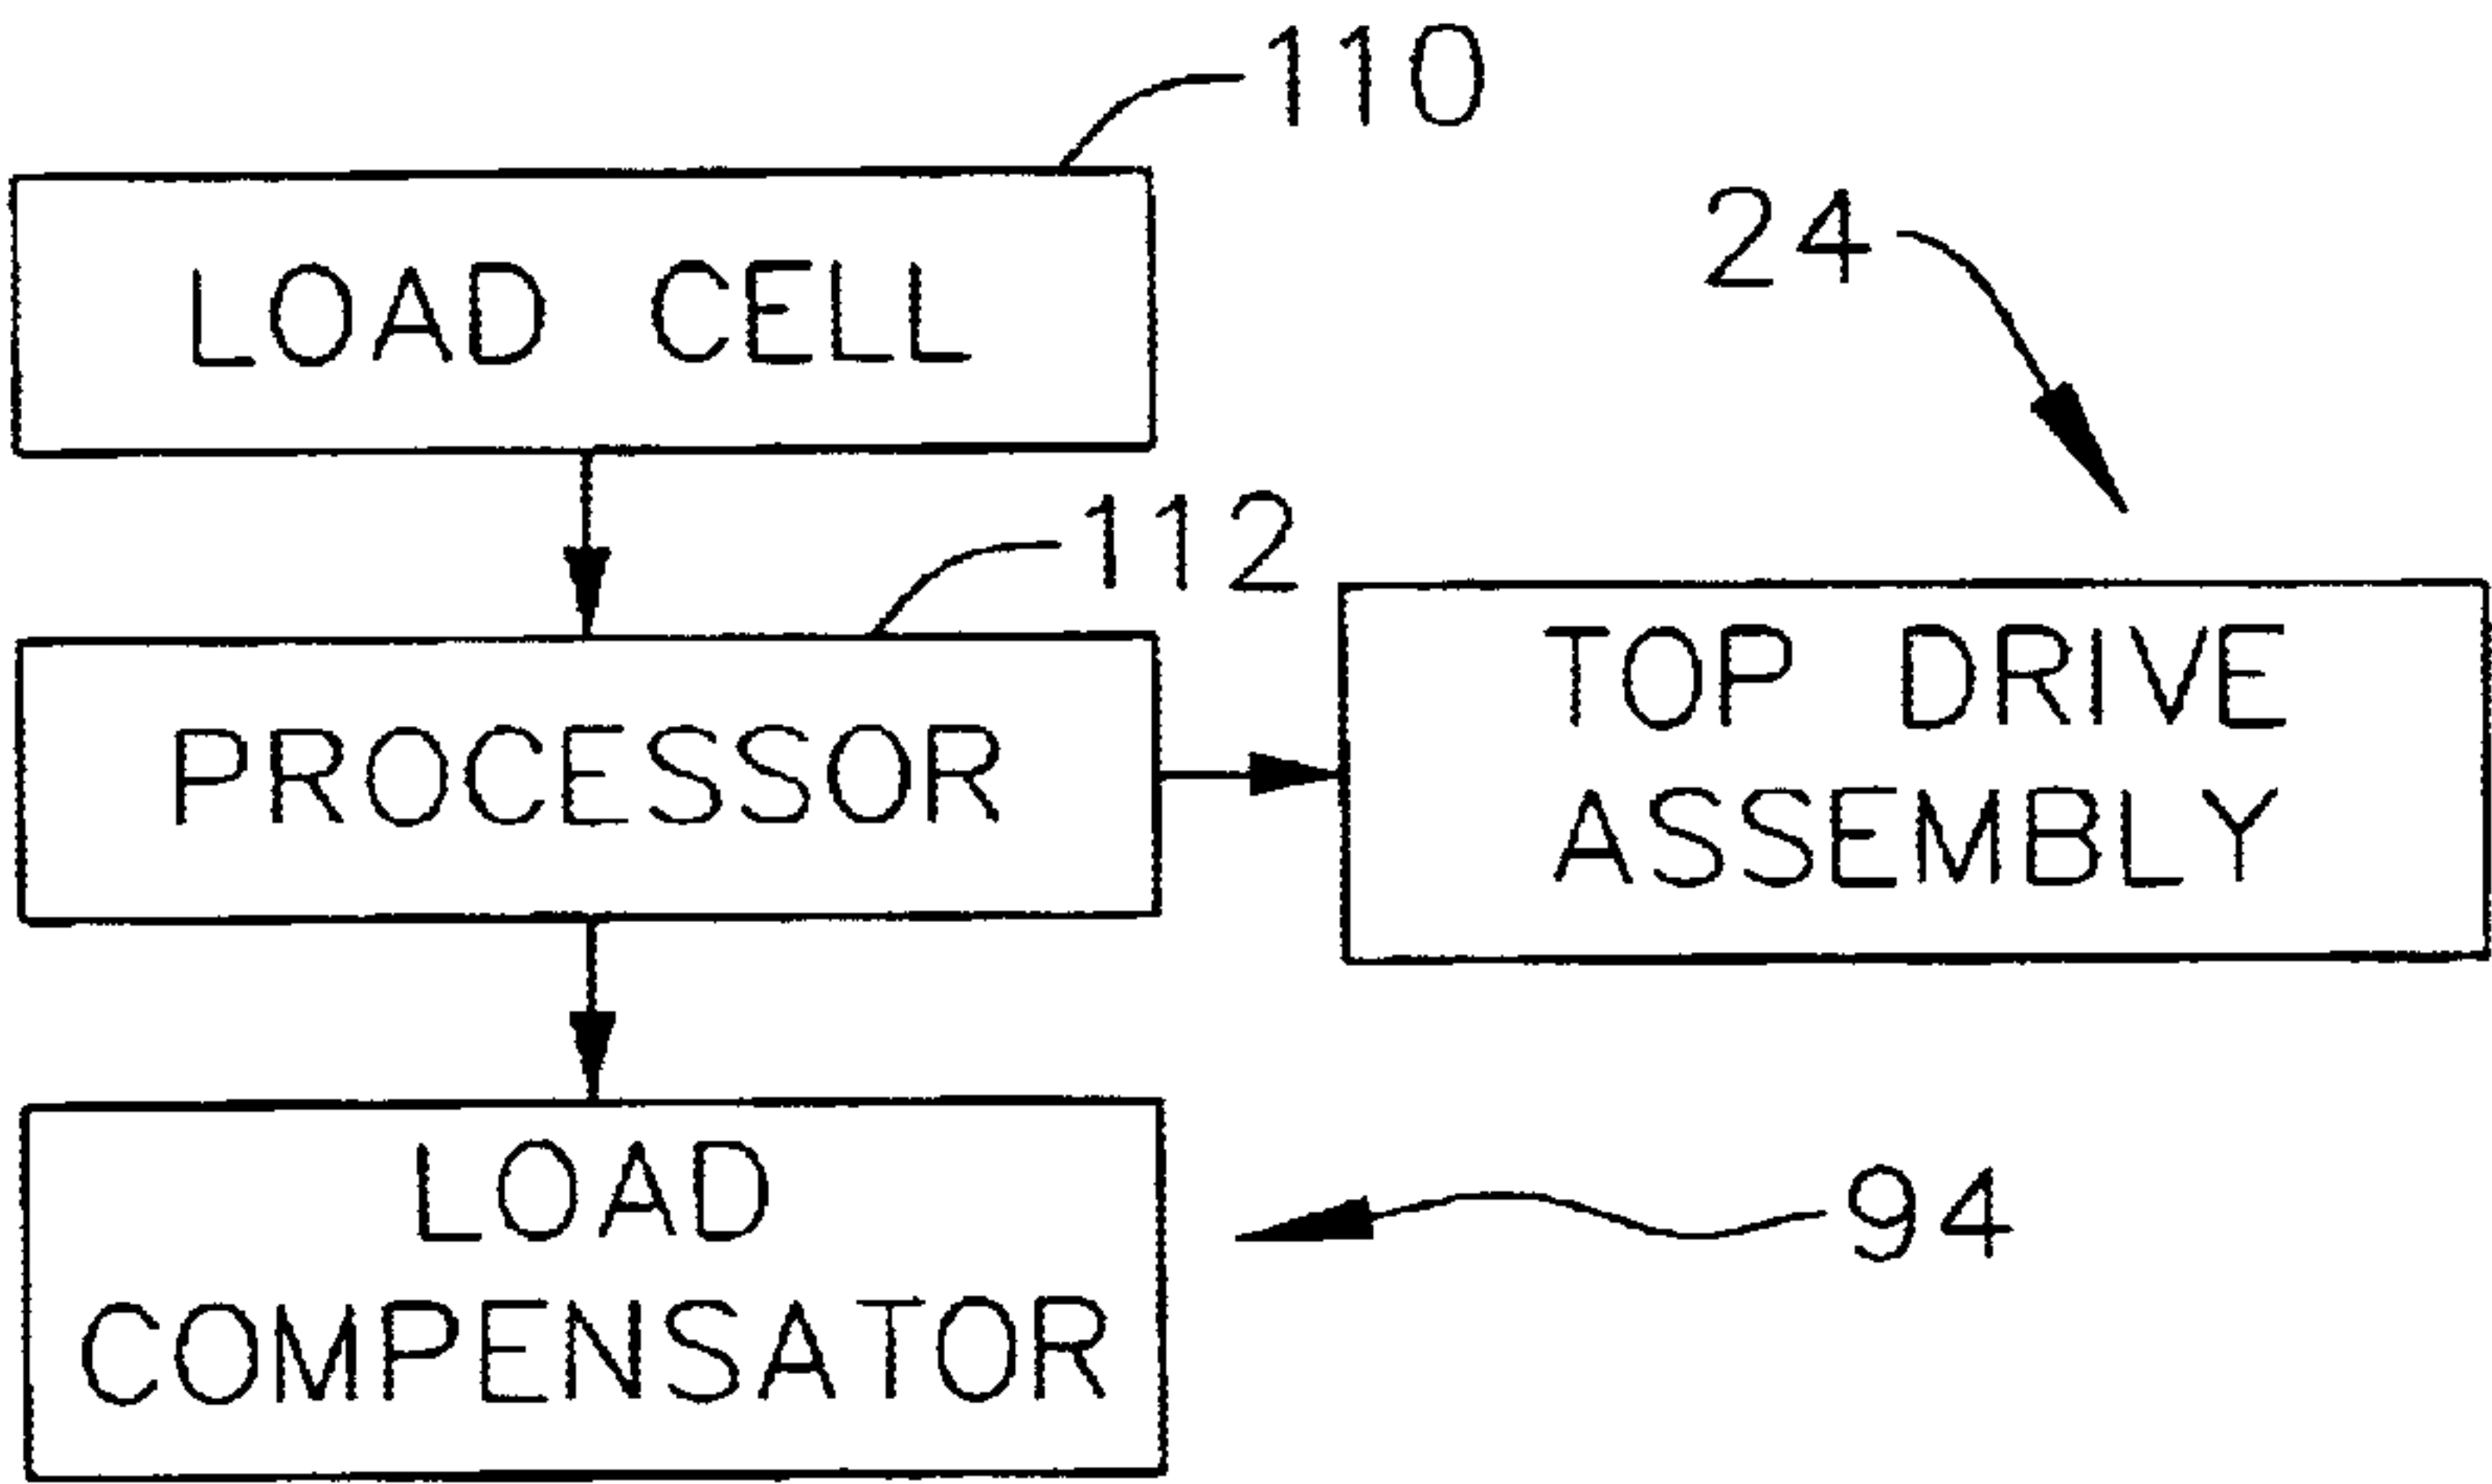 110
LOAD CELL
24
112
PROCESSOR
TOP DRIVE
ASSEMBLY
LOAD
COMPENSATOR
94